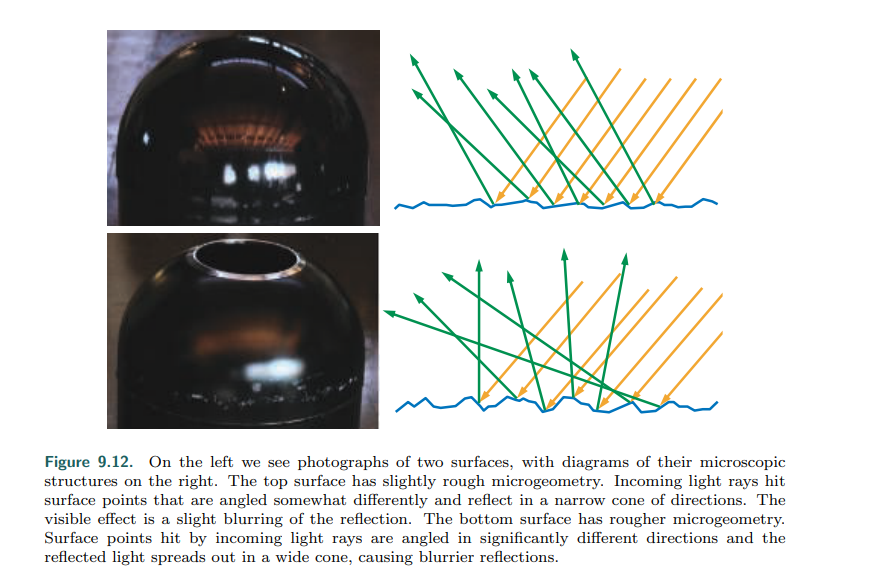 Figure 9.12. On the left we see photographs of two surfaces, with diagrams of their microscopic
structures on the right. The top surface has slightly rough microgeometry. Incoming light rays hit
surface points that are angled somewhat differently and reflect in a narrow cone of directions. The
visible effect is a slight blurring of the reflection. The bottom surface has rougher microgeometry.
Surface points hit by incoming light rays are angled in significantly different directions and the
reflected light spreads out in a wide cone, causing blurrier reflections.